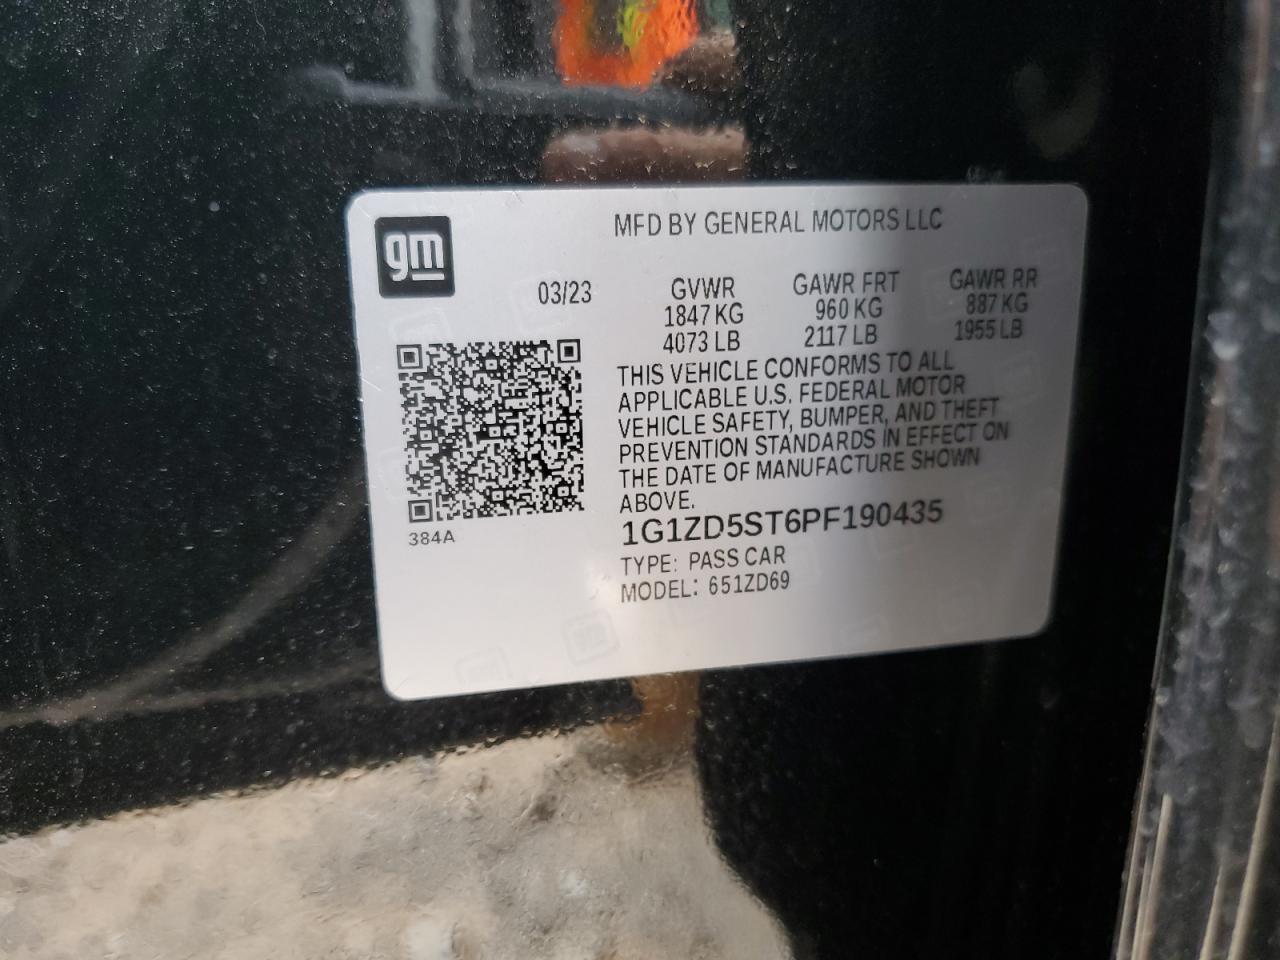 gm
MFD BY GENERAL MOTORS LLC
03/23
GVWR
1847 KG
4073 LB
GAWR FRT
960 KG
2117 LB
GAWR RR
887 KG
1955 LB
THIS VEHICLE CONFORMS TO ALL
APPLICABLE U.S. FEDERAL MOTOR
VEHICLE SAFETY, BUMPER, AND THEFT
PREVENTION STANDARDS IN EFFECT ON
THE DATE OF MANUFACTURE SHOWN
ABOVE.
1G1ZD5ST6PF190435
TYPE: PASS CAR
MODEL: 651ZD69
384A